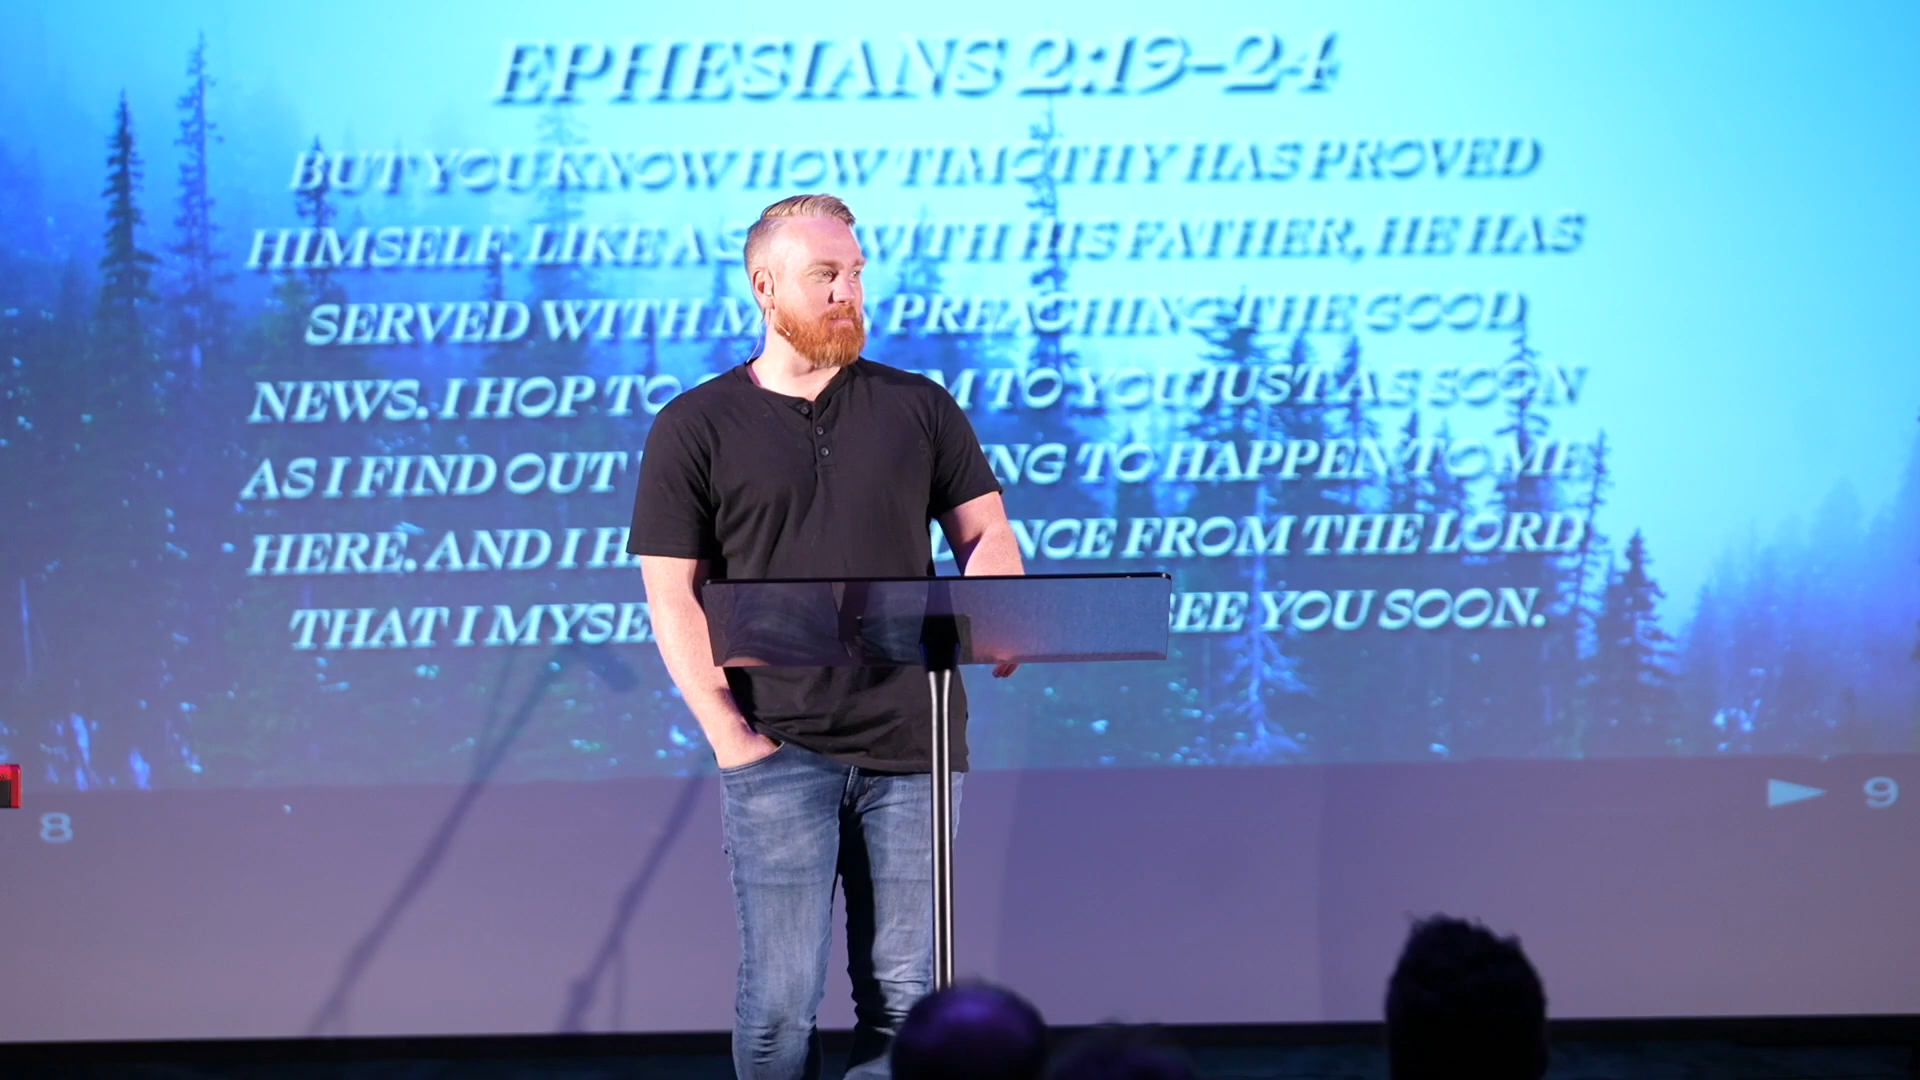 EPHESIANS 2:19-24
BUT YOU KNOW HOW TIMOTHY HAS PROVED
HIMSELF. LIKE A S WITH HIS FATHER, HE HAS
SERVED WITH M PREACHING THE GOOD
NEWS. I HOP TO M TO YOU JUST AS SOON
AS I FIND OUT NG TO HAPPEN TO ME
HERE. AND I H NCE FROM THE LORD
THAT I MYSE SEE YOU SOON.
8
9